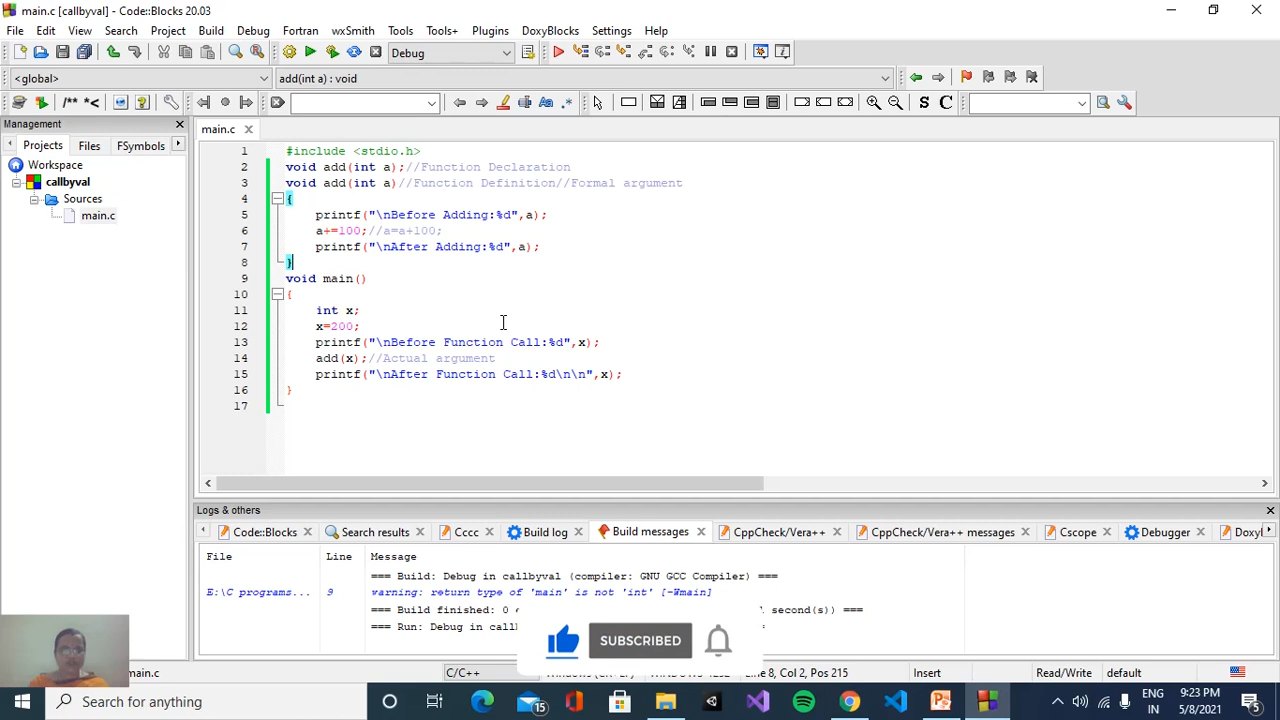 main.c [callbyval] - Code::Blocks 20.03
File Edit View Search Project Build Debug Fortran wxSmith Tools Tools+ Plugins DoxyBlocks Settings Help
Debug
<global> add(int a) : void
/** *< S C
Management
Projects Files FSymbols
Workspace
callbyval
Sources
main.c
main.c
1 #include <stdio.h>
2 void add(int a);//Function Declaration
3 void add(int a)//Function Definition//Formal argument
4 {
5 printf("\nBefore Adding:%d",a);
6 a+=100;//a=a+100;
7 printf("\nAfter Adding:%d",a);
8 }
9 void main()
10 {
11 int x;
12 x=200;
13 printf("\nBefore Function Call:%d",x);
14 add(x);//Actual argument
15 printf("\nAfter Function Call:%d\n\n",x);
16 }
17
Logs & others
Code::Blocks Search results Cccc Build log Build messages CppCheck/Vera++ CppCheck/Vera++ messages Cscope Debugger Doxyl
File Line Message
=== Build: Debug in callbyval (compiler: GNU GCC Compiler) ===
E:\C programs... 9 warning: return type of 'main' is not 'int' [-Wmain]
=== Build finished: 0 second(s)) ===
=== Run: Debug in
SUBSCRIBED
main.c C/C++ Line 8, Col 2, Pos 215 Insert Read/Write default
Type here to search 15 ENG 9:23 PM
IN 5/8/2021 5